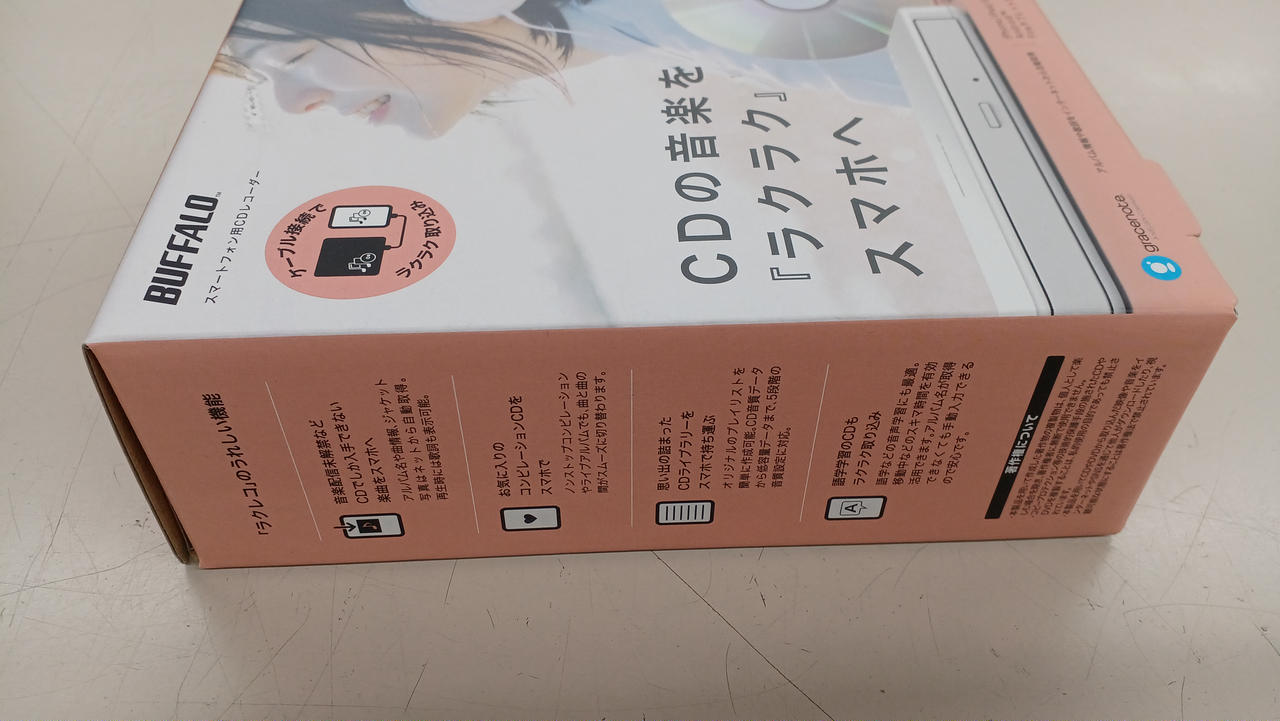 BUFFALO™
スマートフォン用CDレコーダー
ケーブル接続で
ラクラク取り込み
CDの音楽を
『ラクラク』
スマホへ
gracenote
「ラクレコ」のうれしい機能
音楽配信未解禁など
CDでしか入手できない
楽曲をスマホへ
アルバム名や曲情報、ジャケット
写真はネットから自動取得。
再生時には歌詞も表示可能。
お気に入りの
コンピレーションCDを
スマホで
ノンストップコンピレーション
やライブアルバムでも、曲と曲の
間がスムーズに切り替わります。
思い出の詰まった
CDライブラリーを
スマホで持ち運ぶ
オリジナルのプレイリストを
簡単に作成可能。CD音質データ
から低容量データまで、5段階の
音質設定に対応。
A
語学学習のCDも
ラクラク取り込み
語学などの音声学習にも最適。
移動中などのスキマ時間を有効
活用できます。アルバム名が取得
できなくても手動入力できる
ので安心です。
著作権について